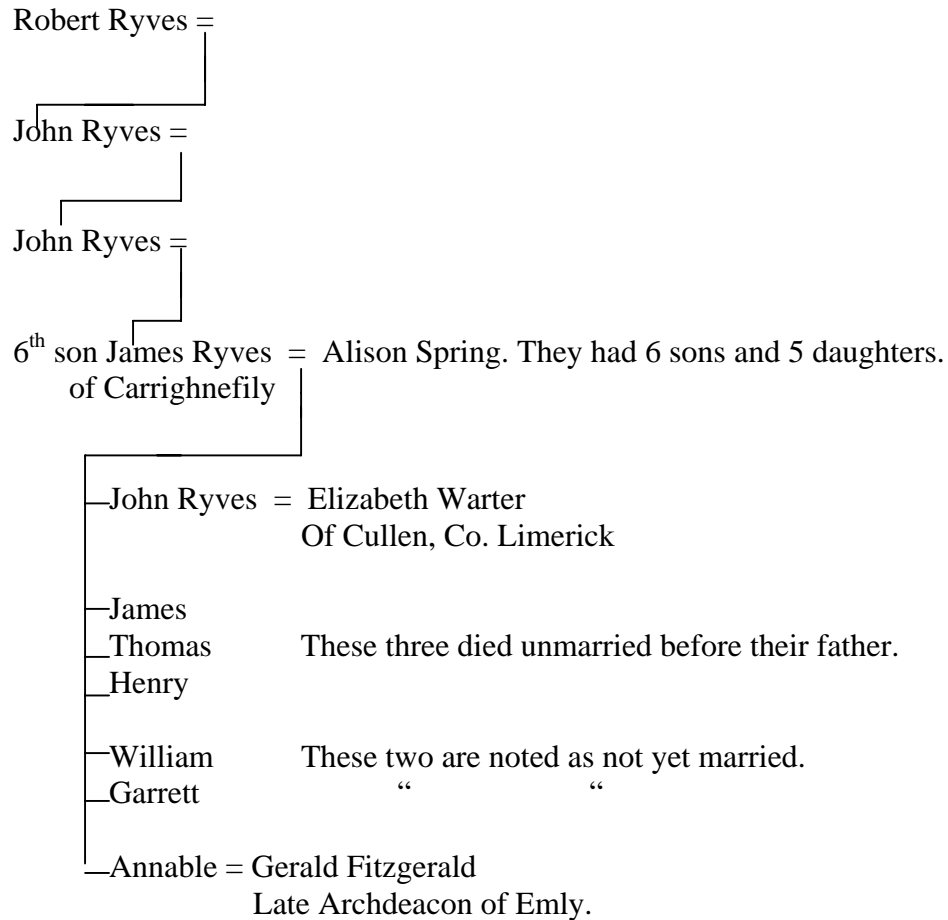 Robert Ryves =
John Ryves =
John Ryves =
6th son James Ryves = Alison Spring. They had 6 sons and 5 daughters.
of Carrighnefily
John Ryves = Elizabeth Warter
Of Cullen, Co. Limerick
James
Thomas These three died unmarried before their father.
Henry
William These two are noted as not yet married.
Garrett “ “
Annable = Gerald Fitzgerald
Late Archdeacon of Emly.